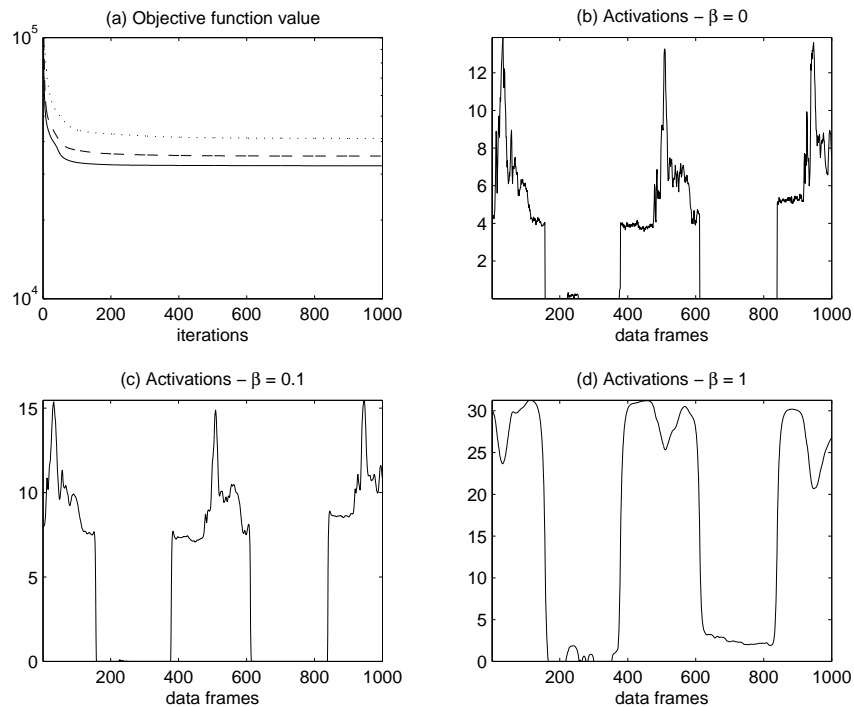 (a) Objective function value
10^5
10^4
0 200 400 600 800 1000
iterations
(b) Activations – β = 0
12
10
8
6
4
2
200 400 600 800 1000
data frames
(c) Activations – β = 0.1
15
10
5
0
200 400 600 800 1000
data frames
(d) Activations – β = 1
30
25
20
15
10
5
0
200 400 600 800 1000
data frames